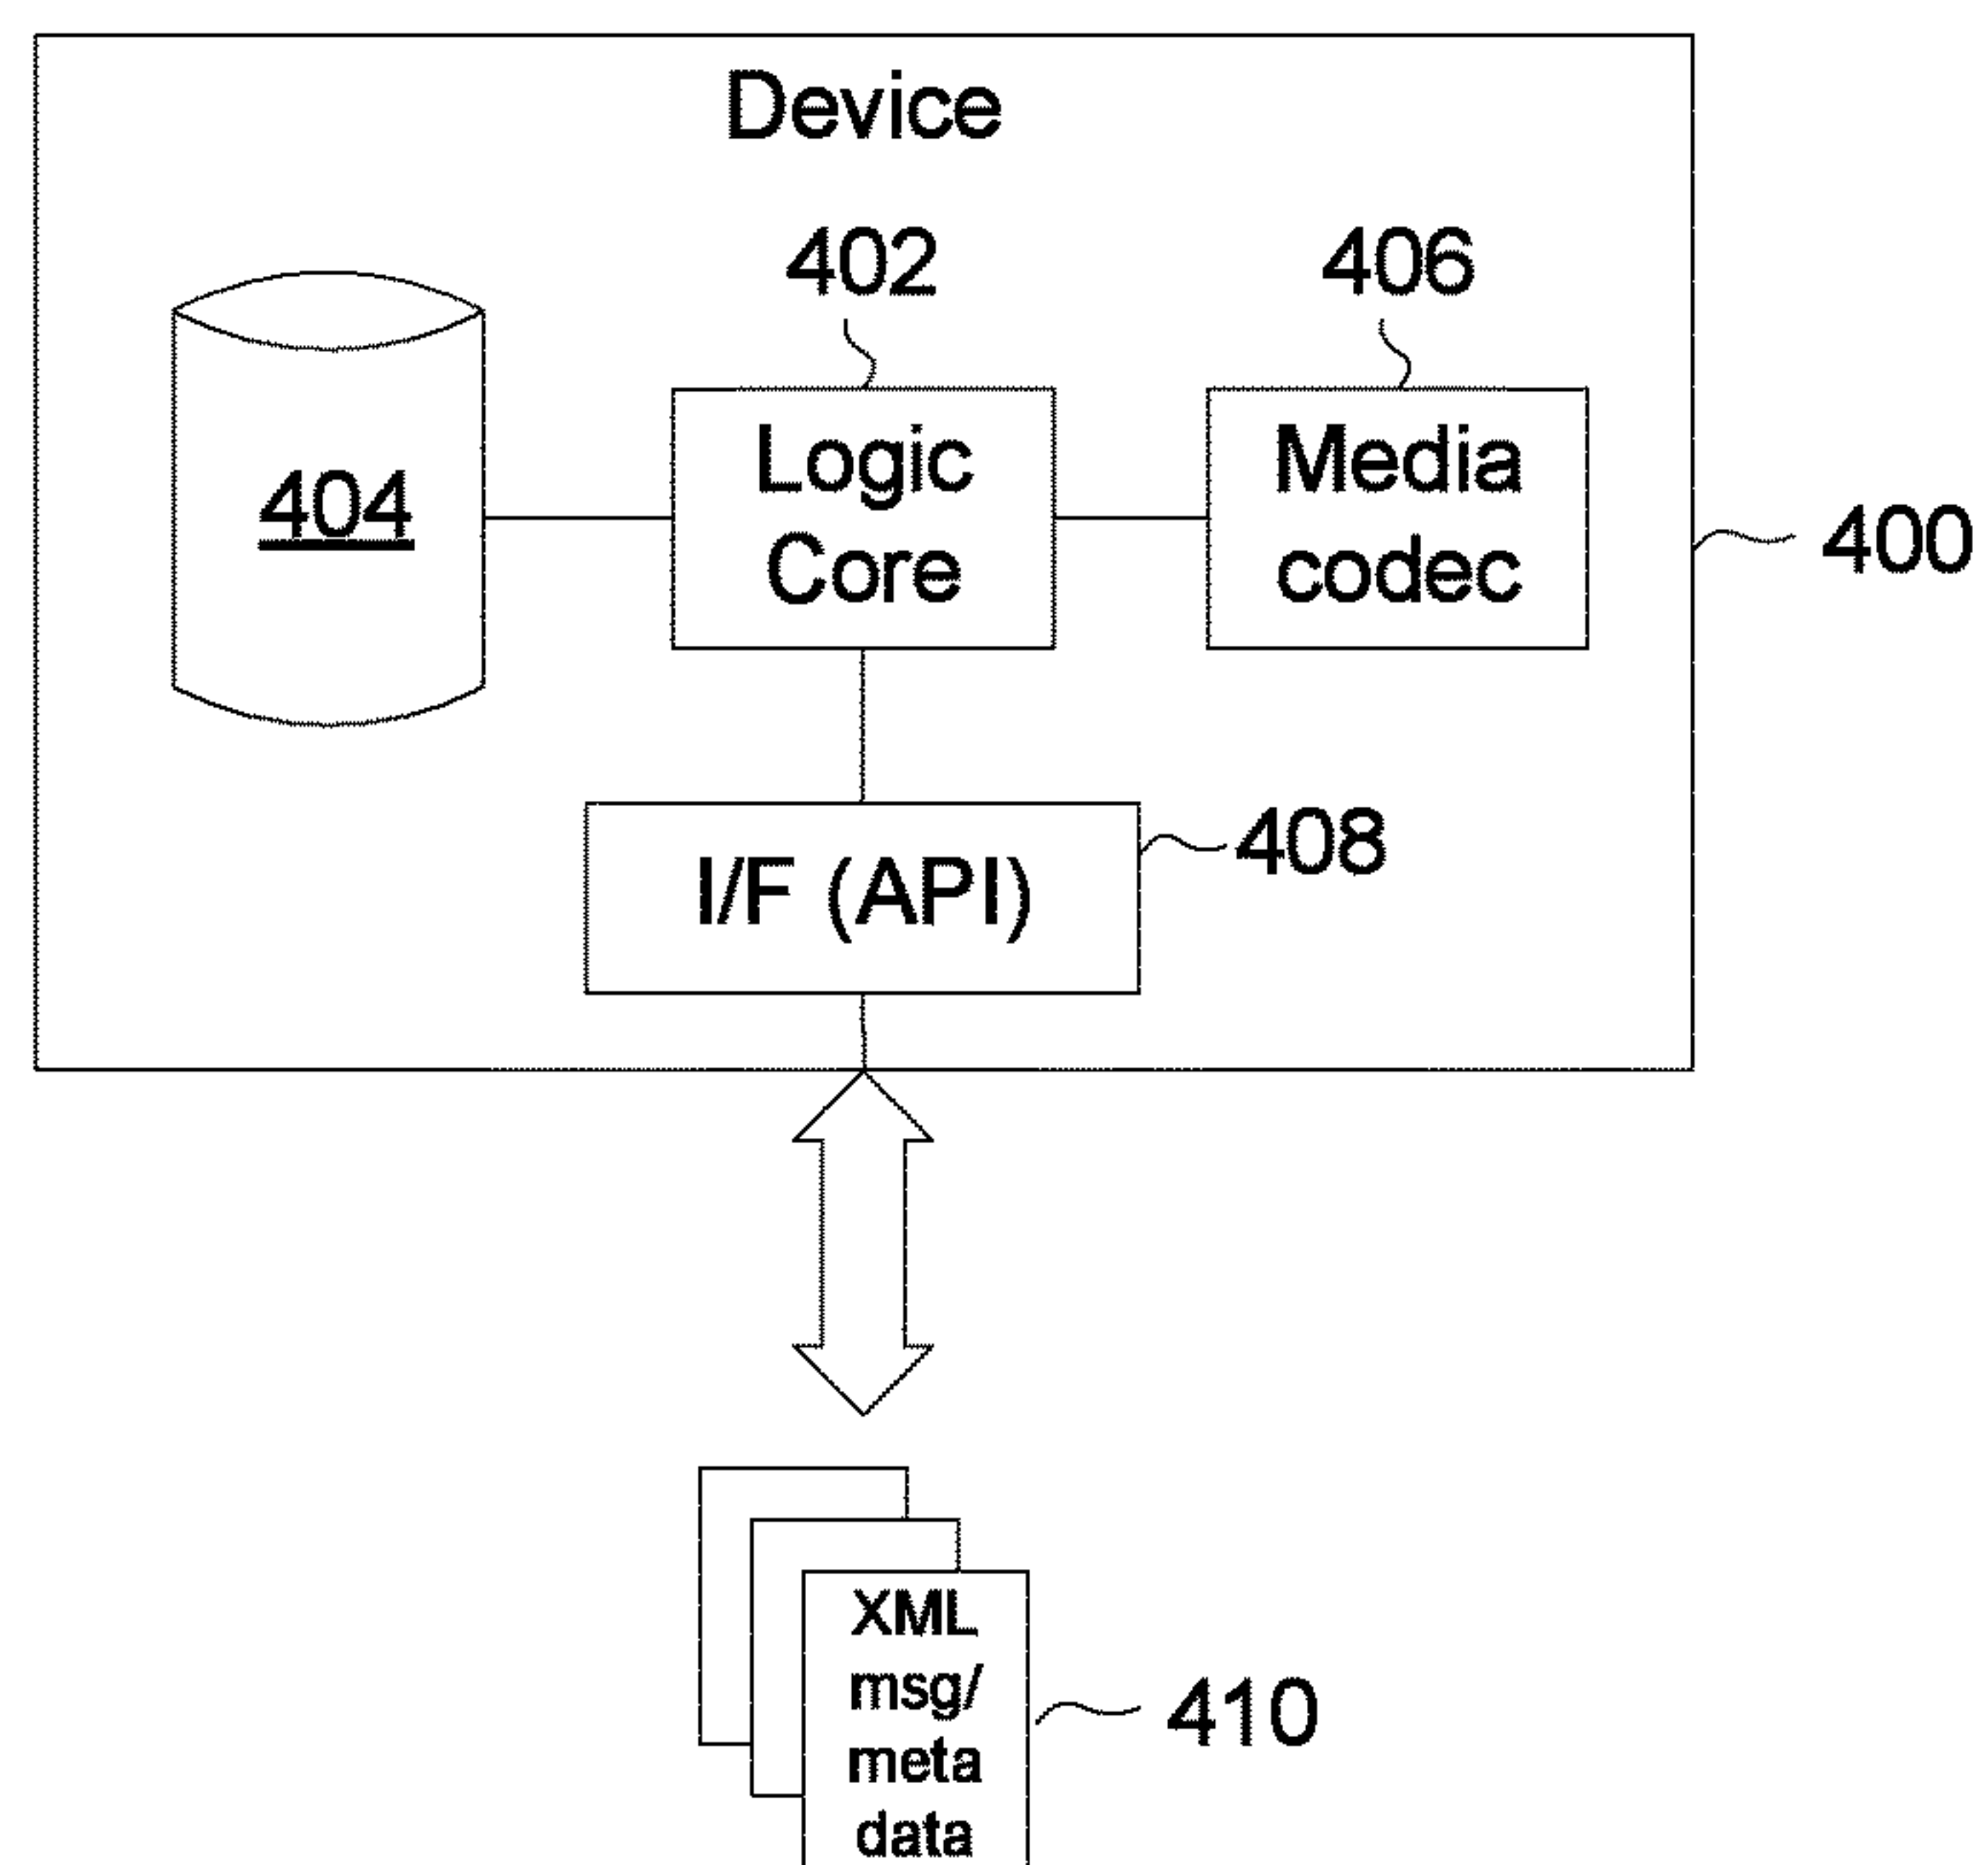 Device
402
406
404
Logic
Core
Media
codec
400
I/F (API)
408
XML
msg/
meta
data
410